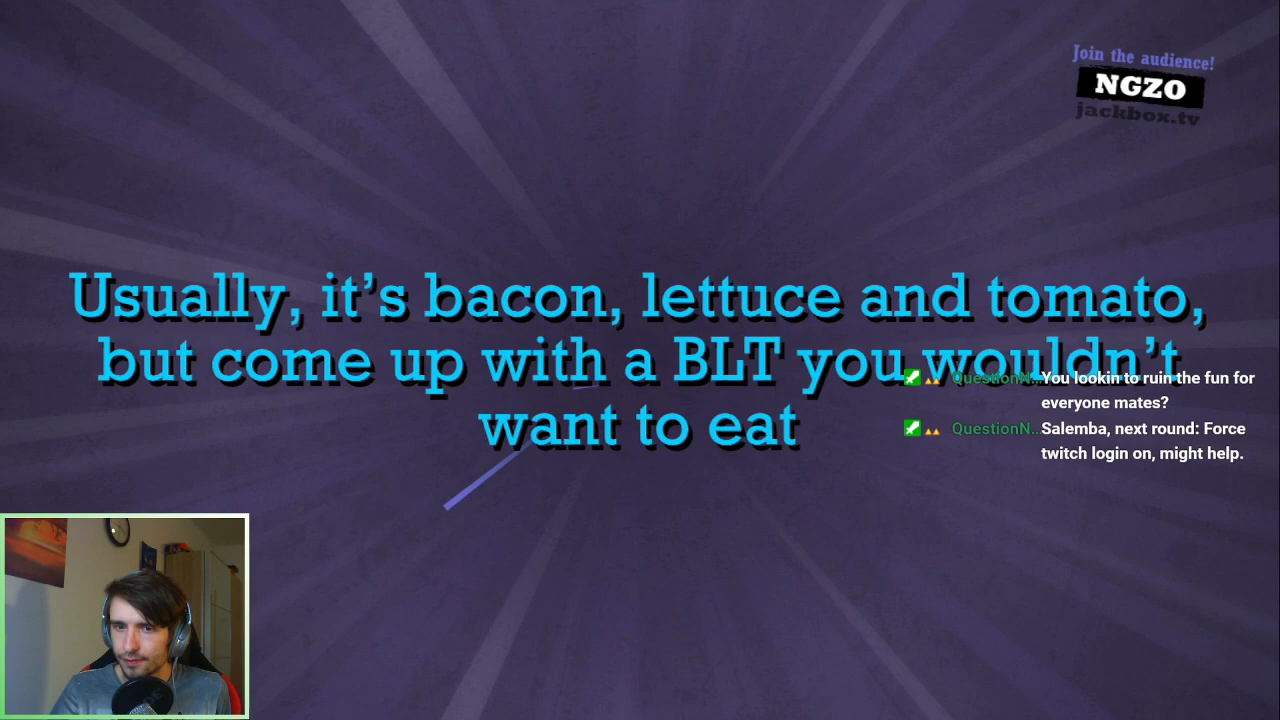 Join the audience!
NGZO
jackbox.tv
Usually, it's bacon, lettuce and tomato,
but come up with a BLT you wouldn't
want to eat
QuestionN... You lookin to ruin the fun for
everyone mates?
QuestionN... Salemba, next round: Force
twitch login on, might help.